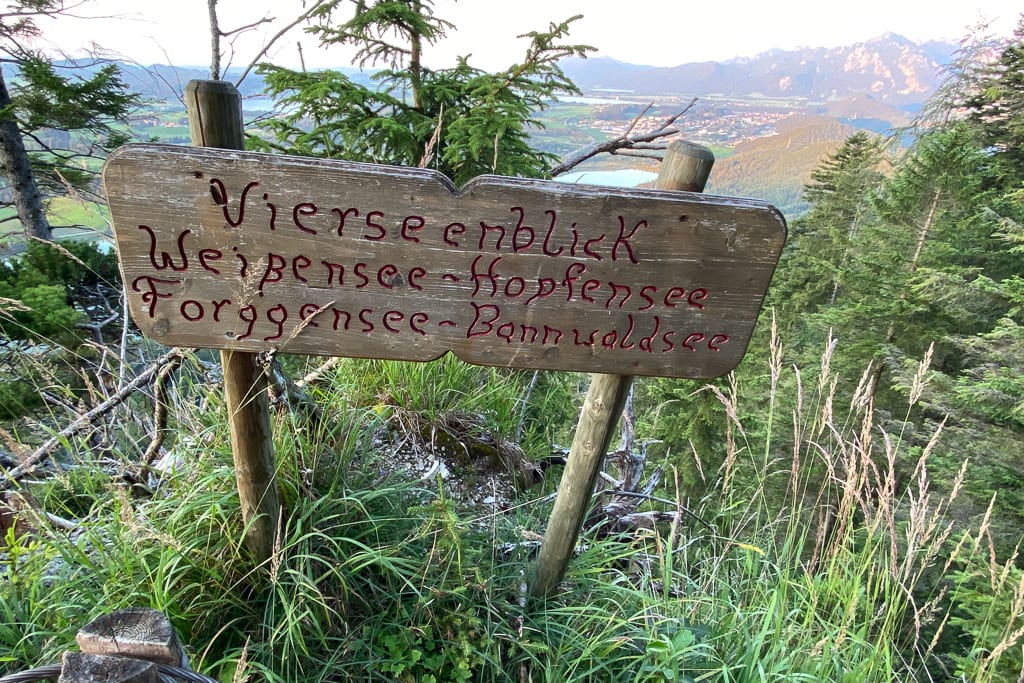 Vierseenblick
Weißensee - Hopfensee
Forggensee - Bannwaldsee